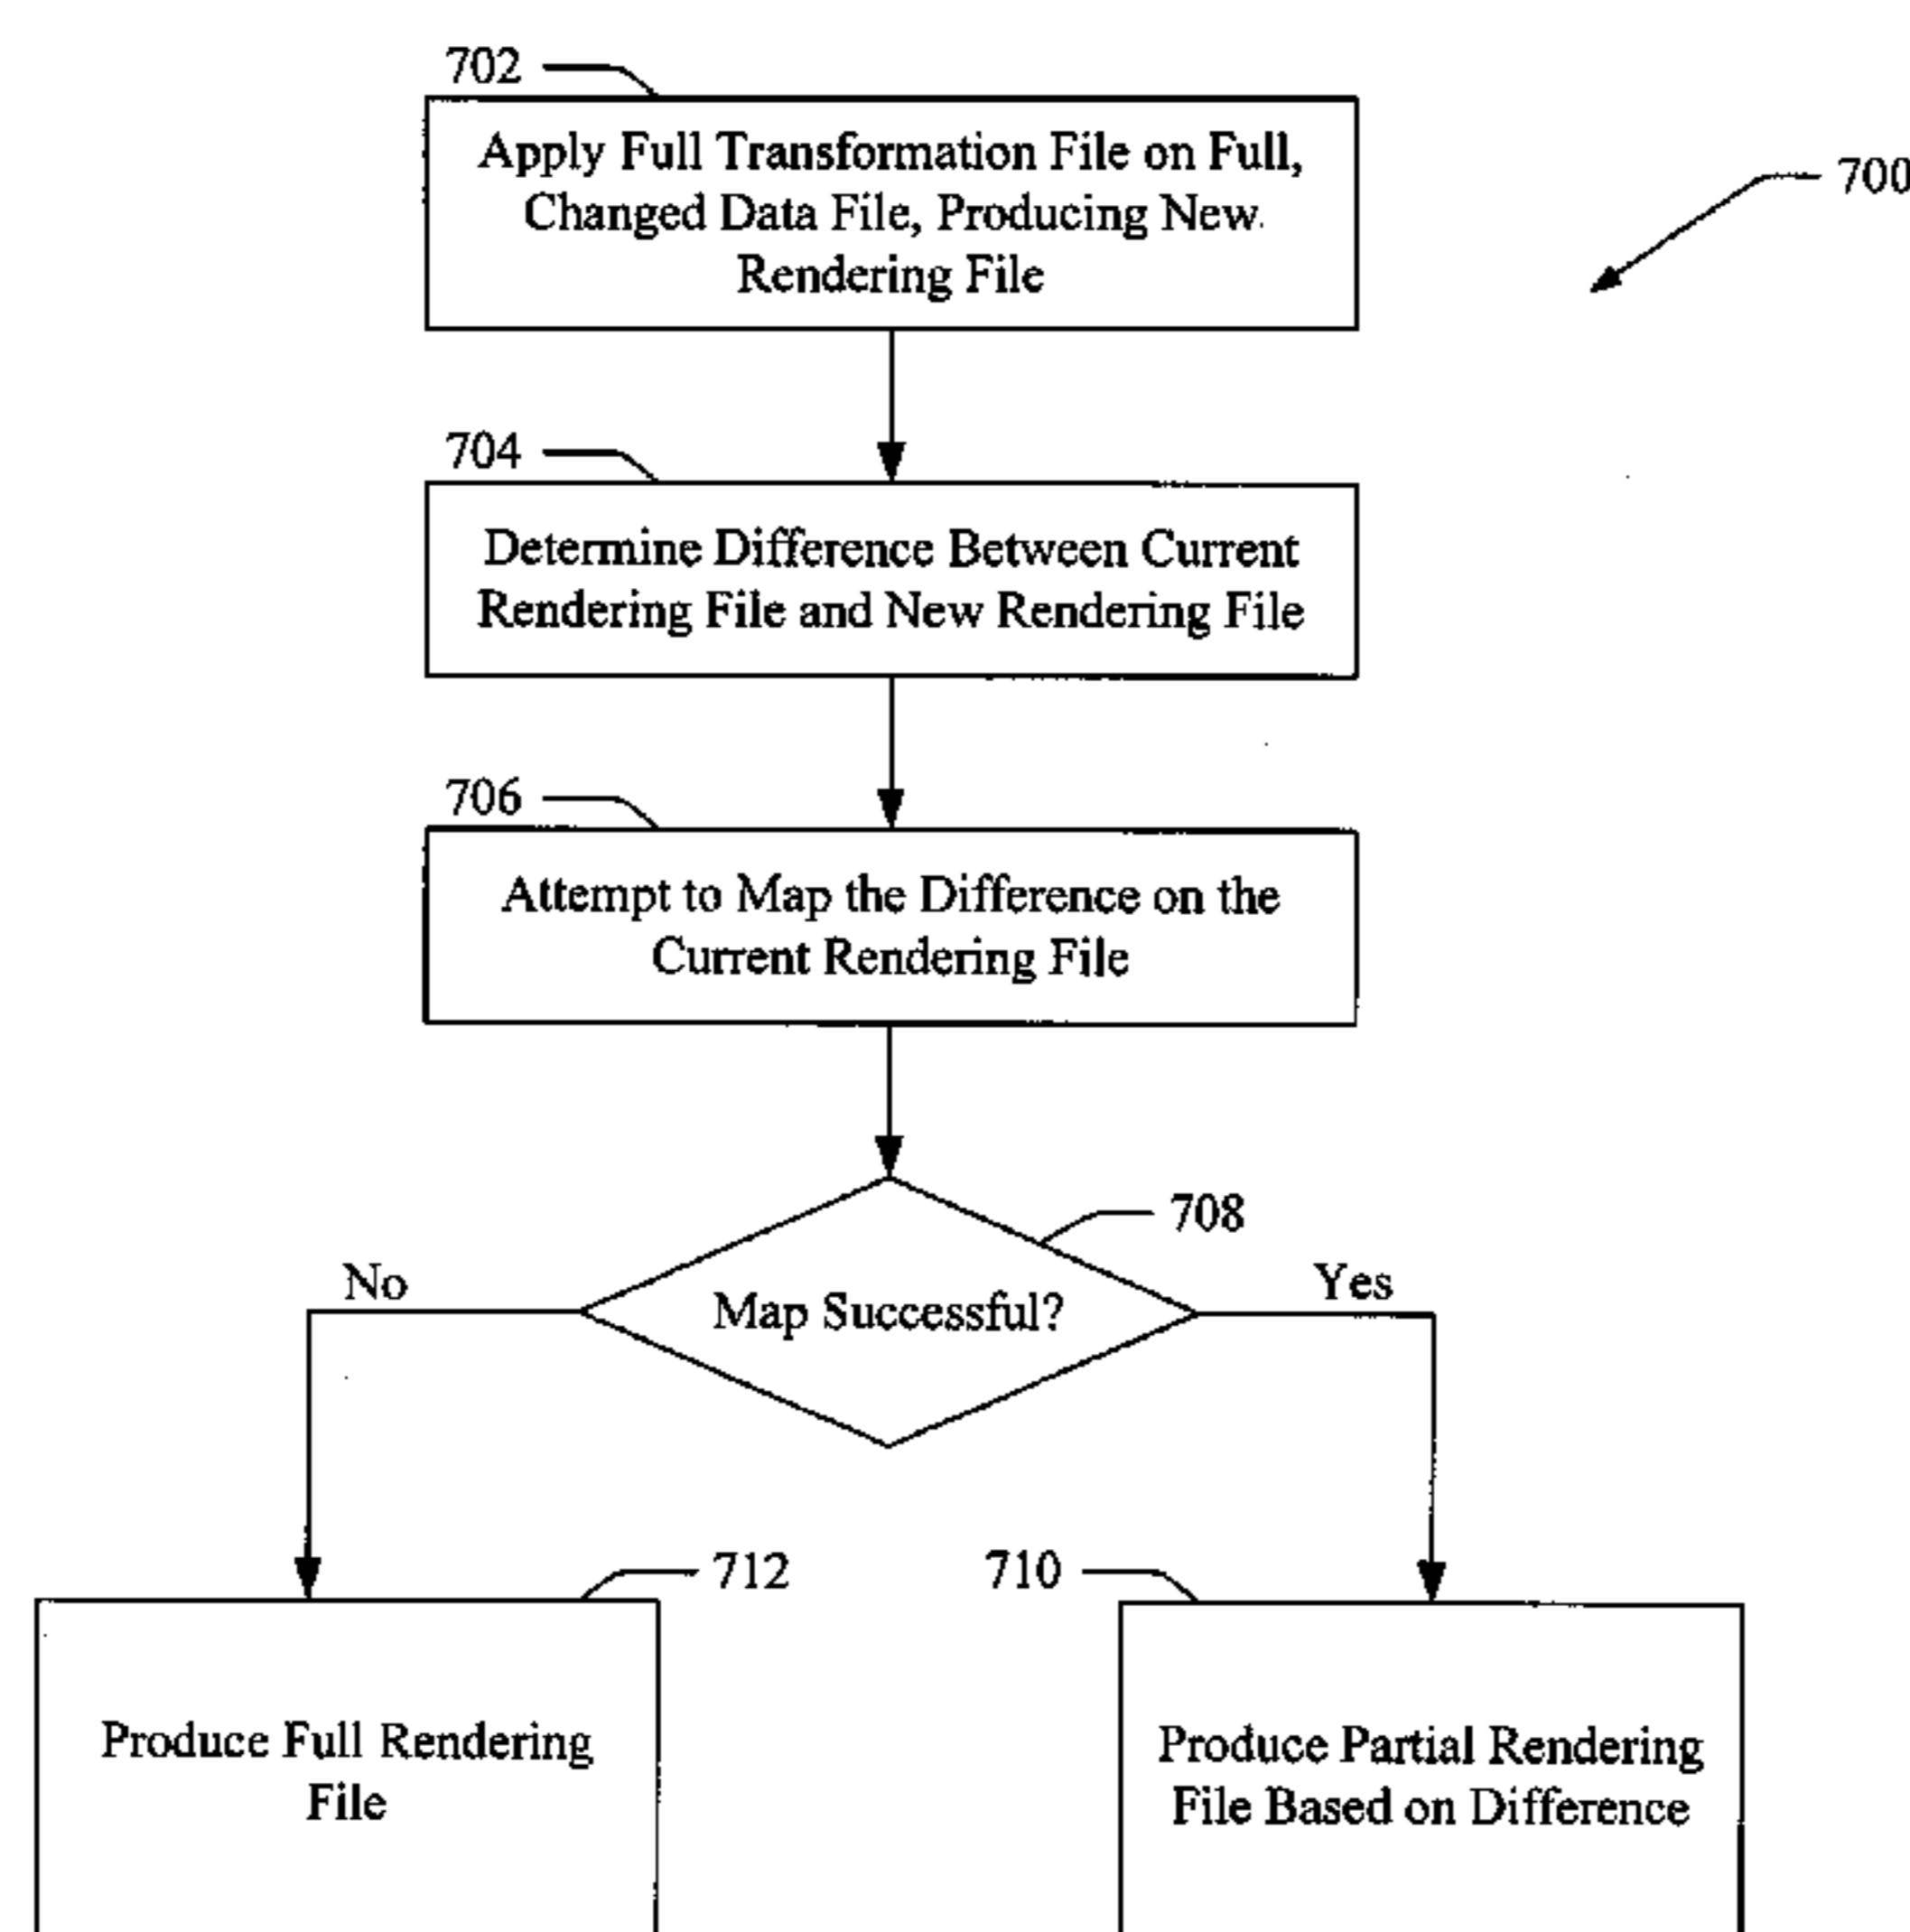 702
Apply Full Transformation File on Full,
Changed Data File, Producing New
Rendering File
700
704
Determine Difference Between Current
Rendering File and New Rendering File
706
Attempt to Map the Difference on the
Current Rendering File
708
No
Map Successful?
Yes
712
710
Produce Full Rendering
File
Produce Partial Rendering
File Based on Difference